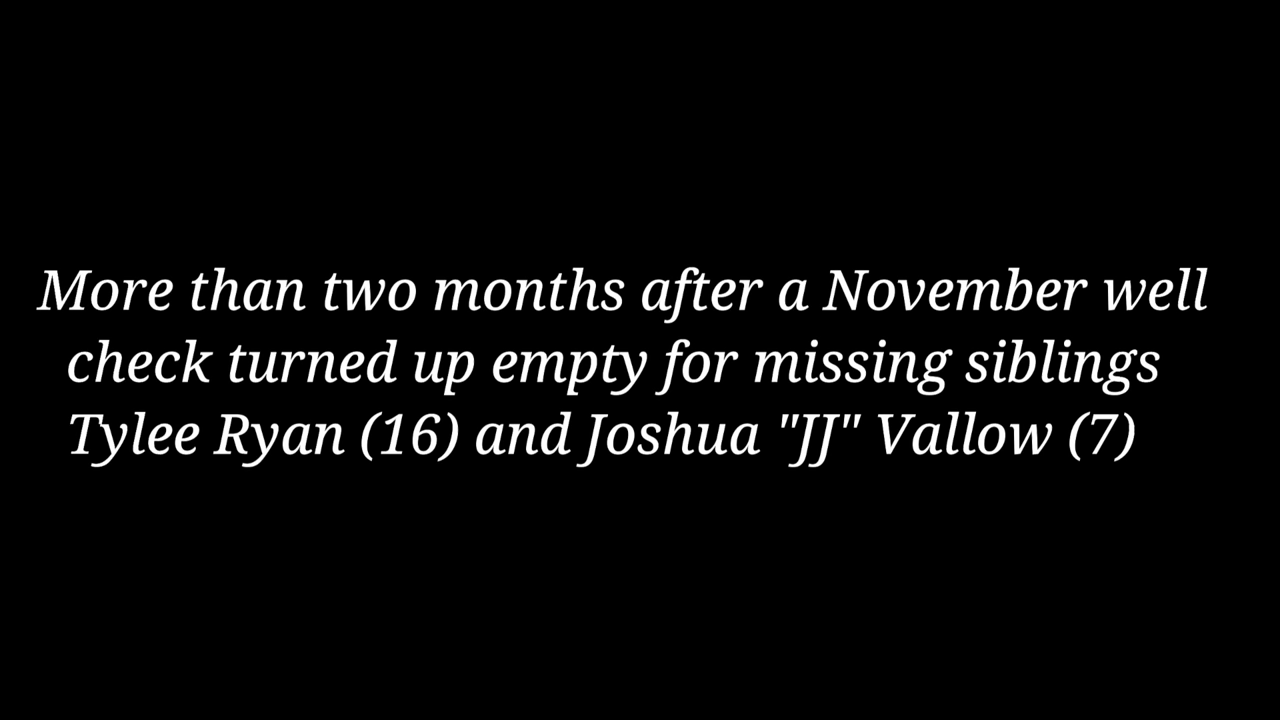 More than two months after a November well
check turned up empty for missing siblings
Tylee Ryan (16) and Joshua "JJ" Vallow (7)